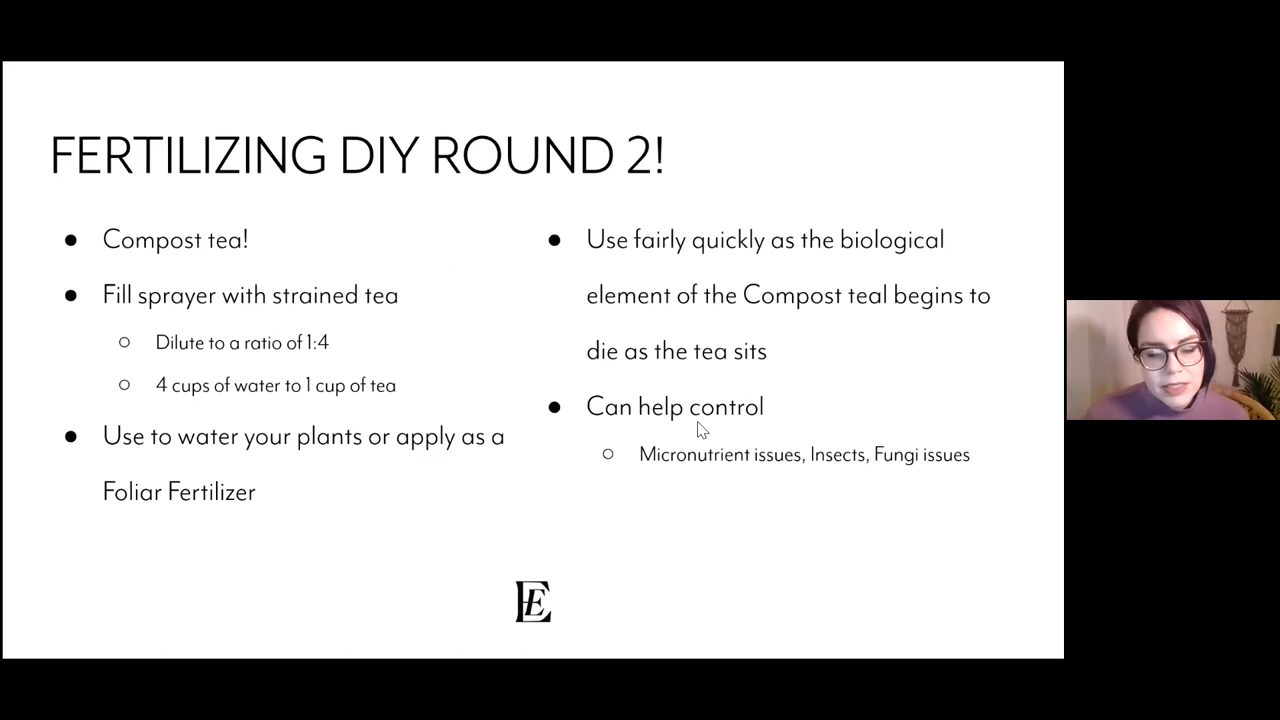 FERTILIZING DIY ROUND 2!
Compost tea!
Fill sprayer with strained tea
Dilute to a ratio of 1:4
4 cups of water to 1 cup of tea
Use to water your plants or apply as a
Foliar Fertilizer
Use fairly quickly as the biological
element of the Compost teal begins to
die as the tea sits
Can help control
Micronutrient issues, Insects, Fungi issues
E